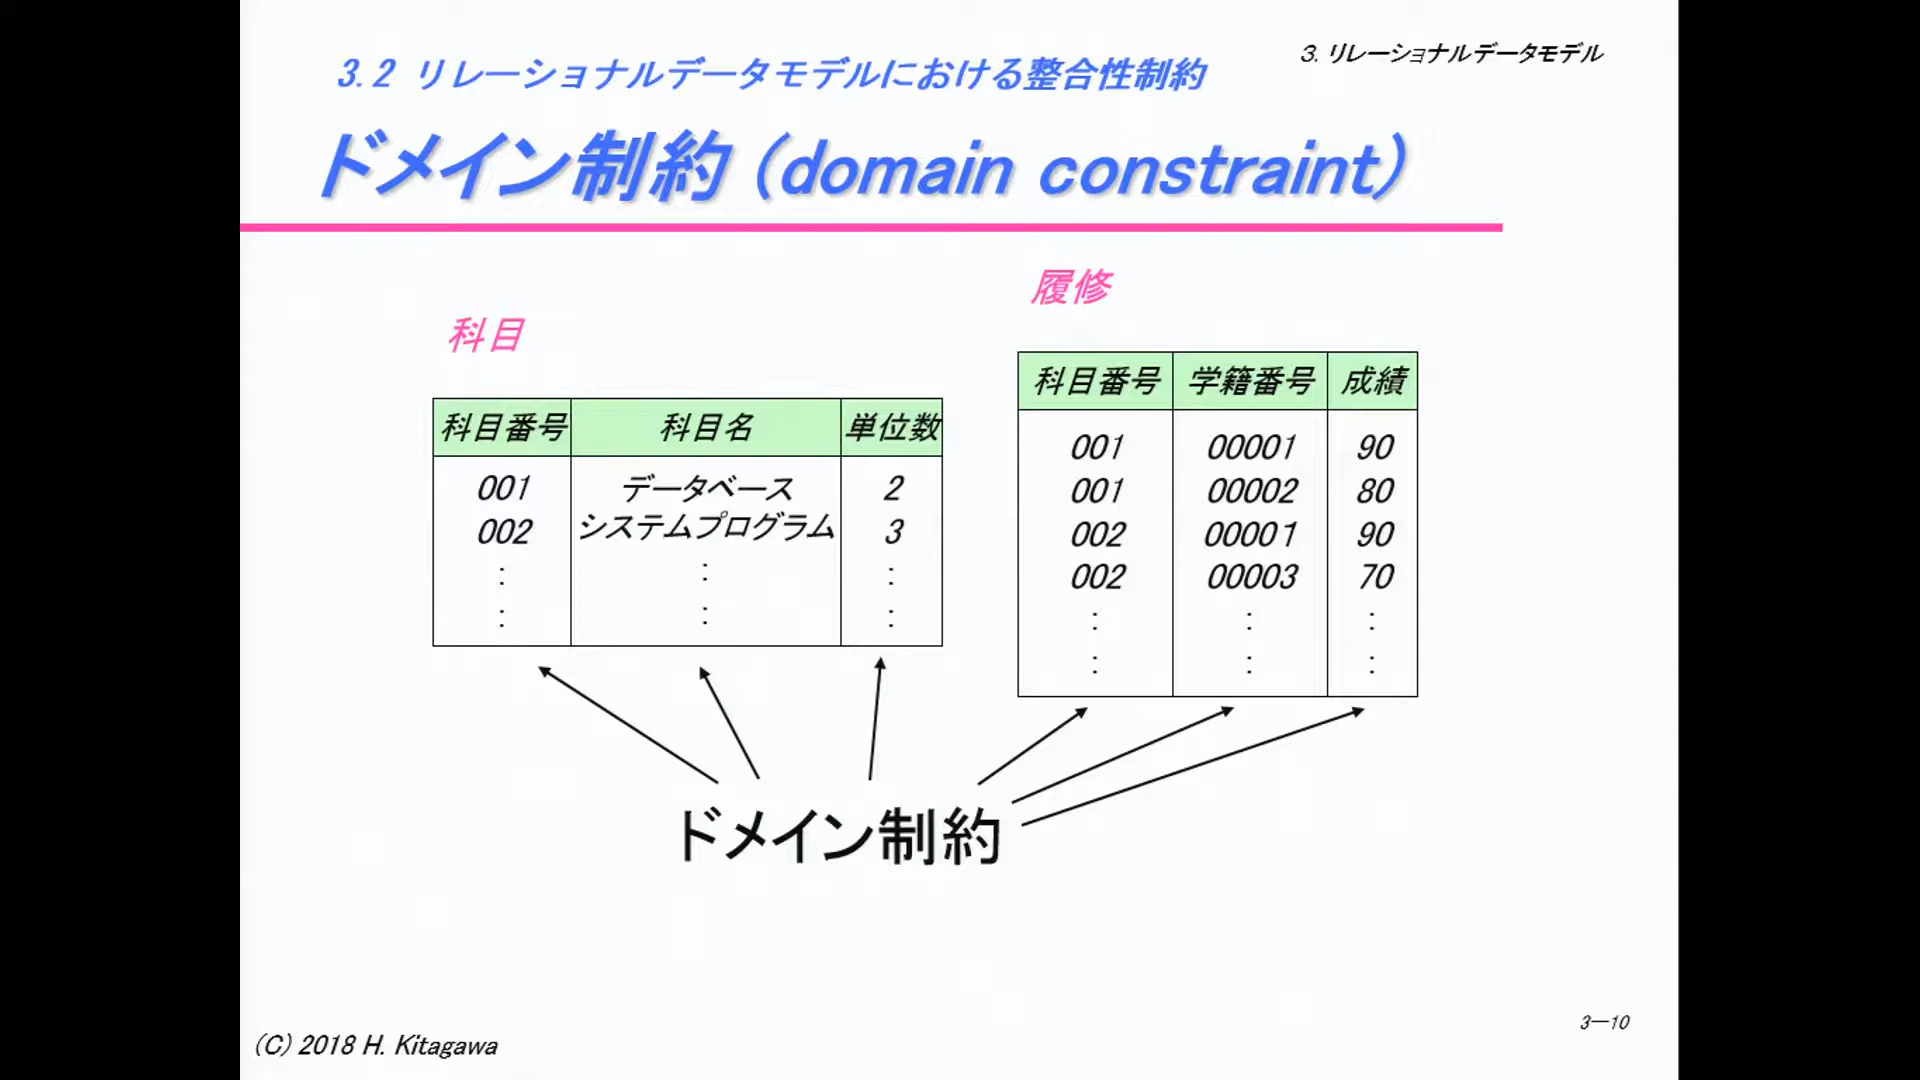 3. リレーショナルデータモデル
3.2 リレーショナルデータモデルにおける整合性制約
ドメイン制約 (domain constraint)
科目
科目番号 科目名 単位数
001 データベース 2
002 システムプログラム 3
: : :
: : :
履修
科目番号 学籍番号 成績
001 00001 90
001 00002 80
002 00001 90
002 00003 70
: : :
: : :
ドメイン制約
3—10
(C) 2018 H. Kitagawa